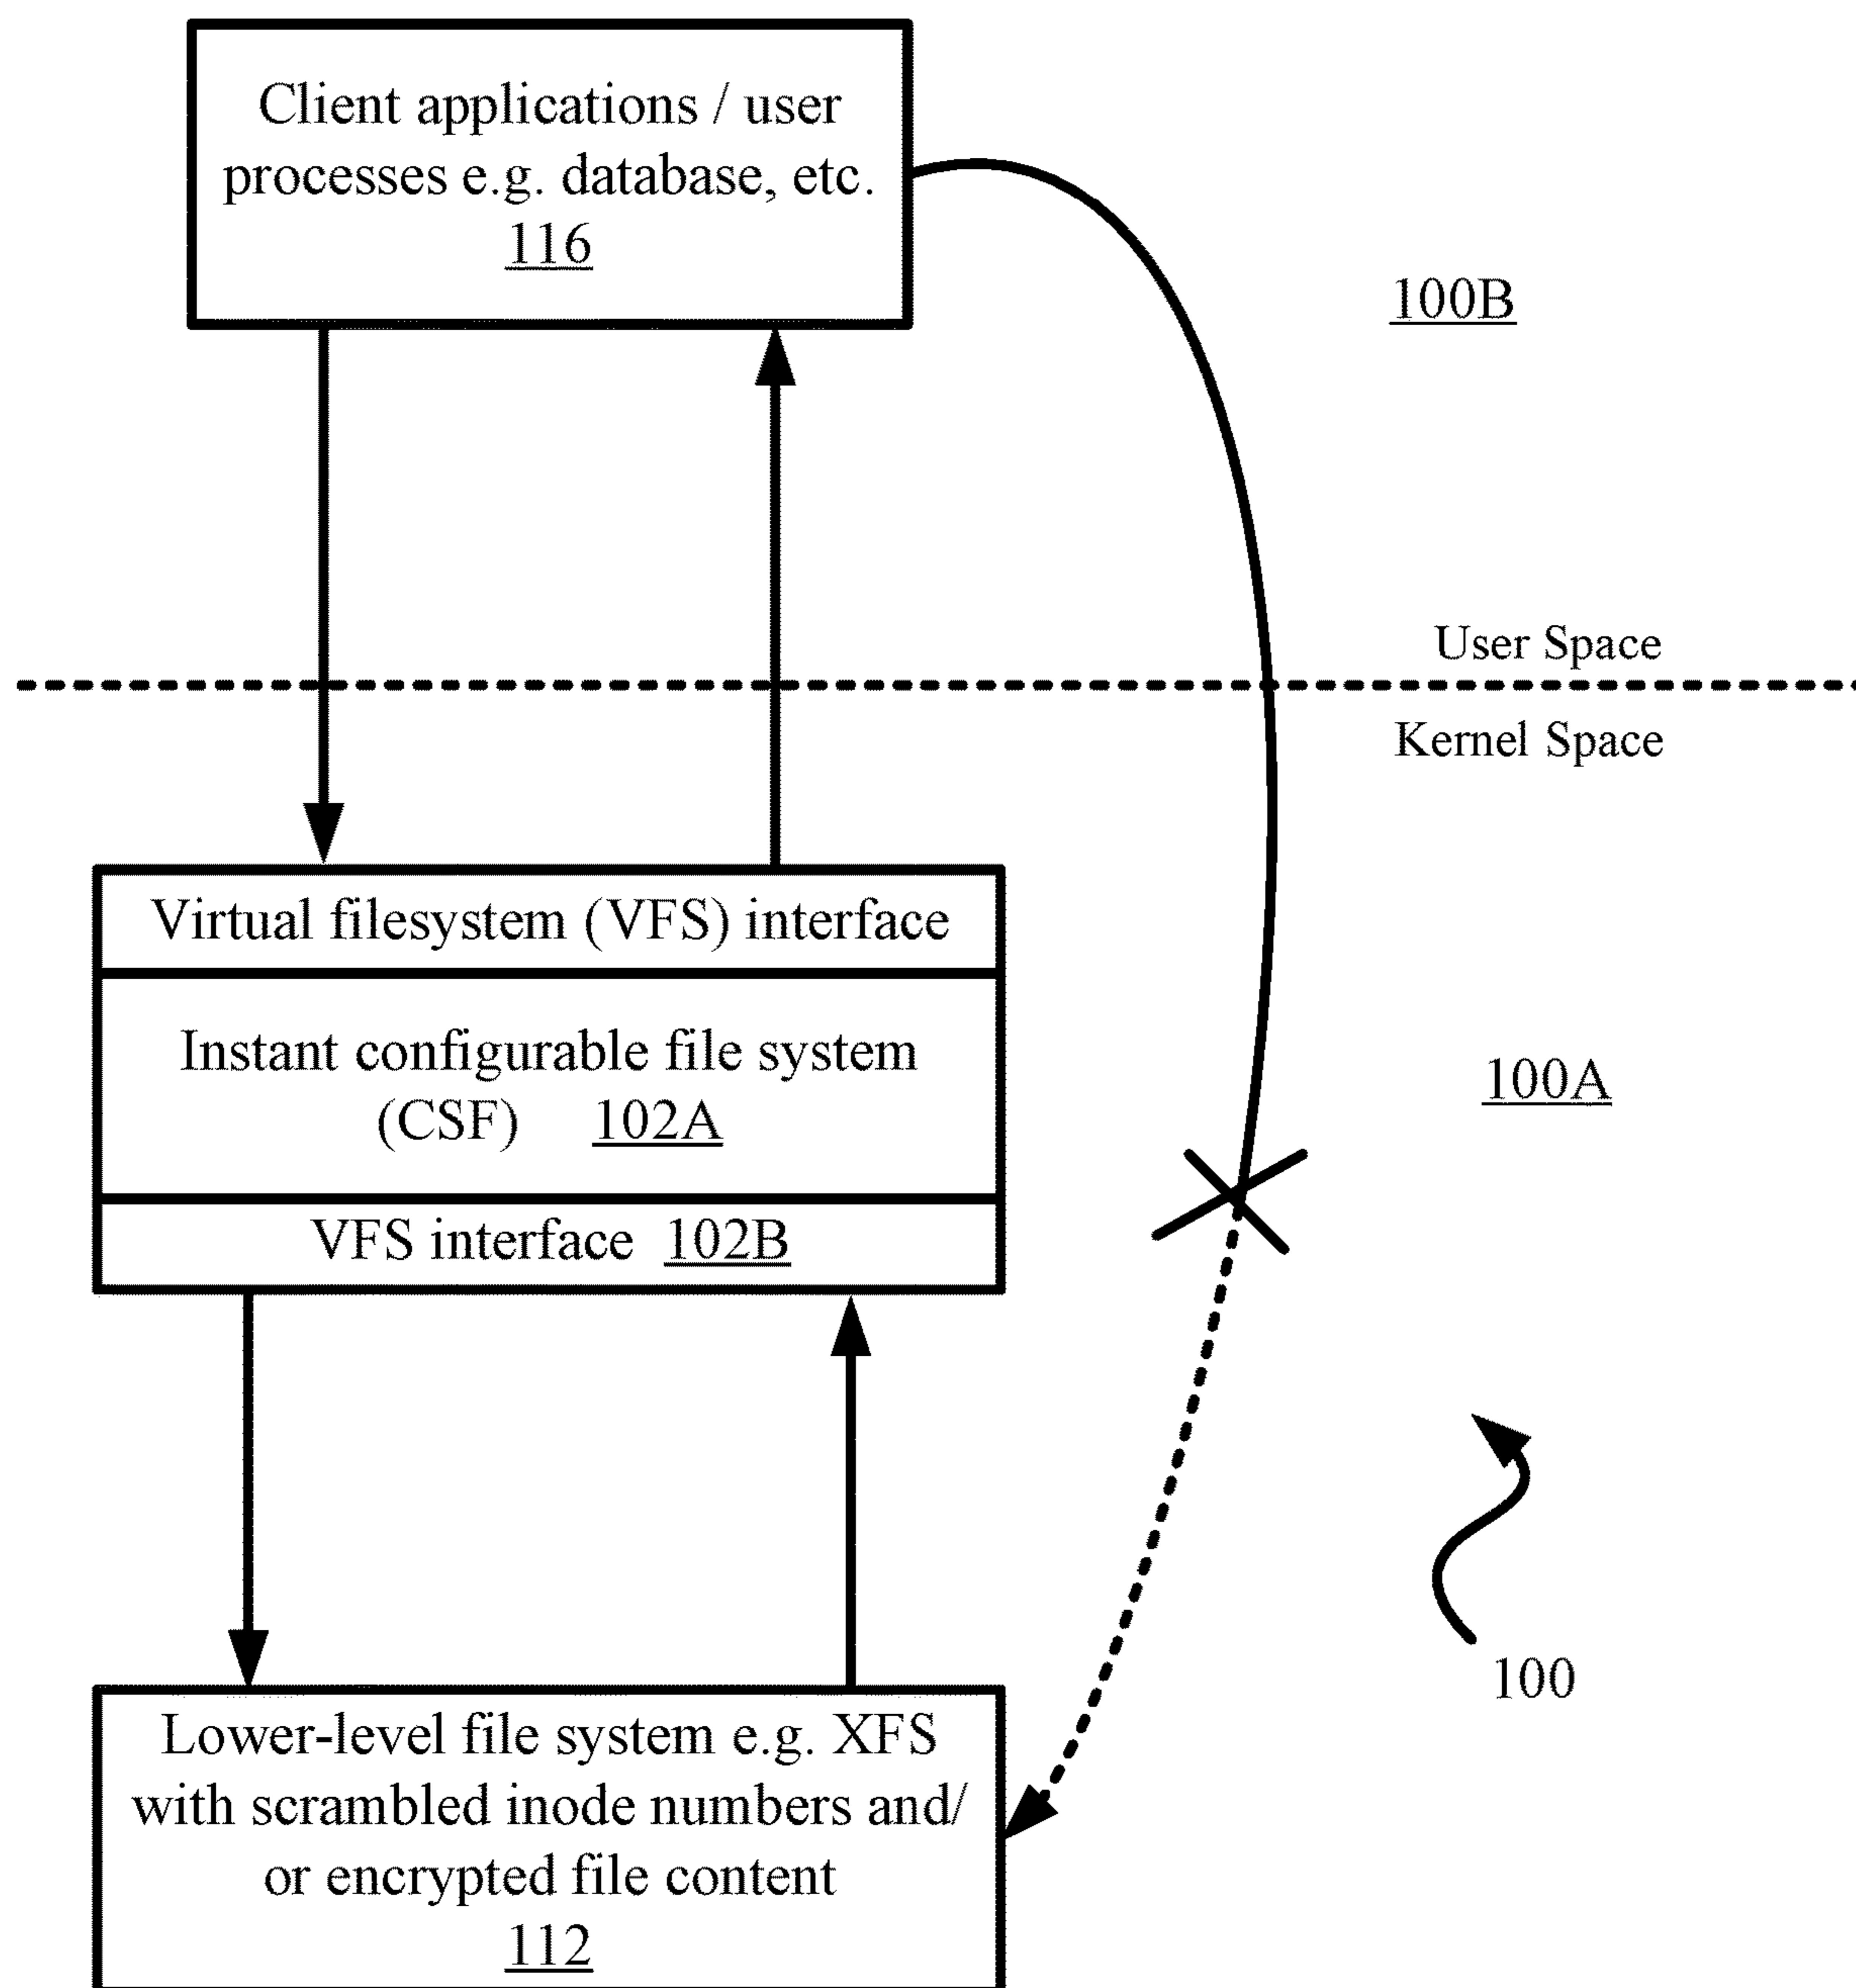 Client applications / user
processes e.g. database, etc.
116
100B
User Space
Kernel Space
Virtual filesystem (VFS) interface
Instant configurable file system
(CSF) 102A
100A
VFS interface 102B
100
Lower-level file system e.g. XFS
with scrambled inode numbers and/
or encrypted file content
112